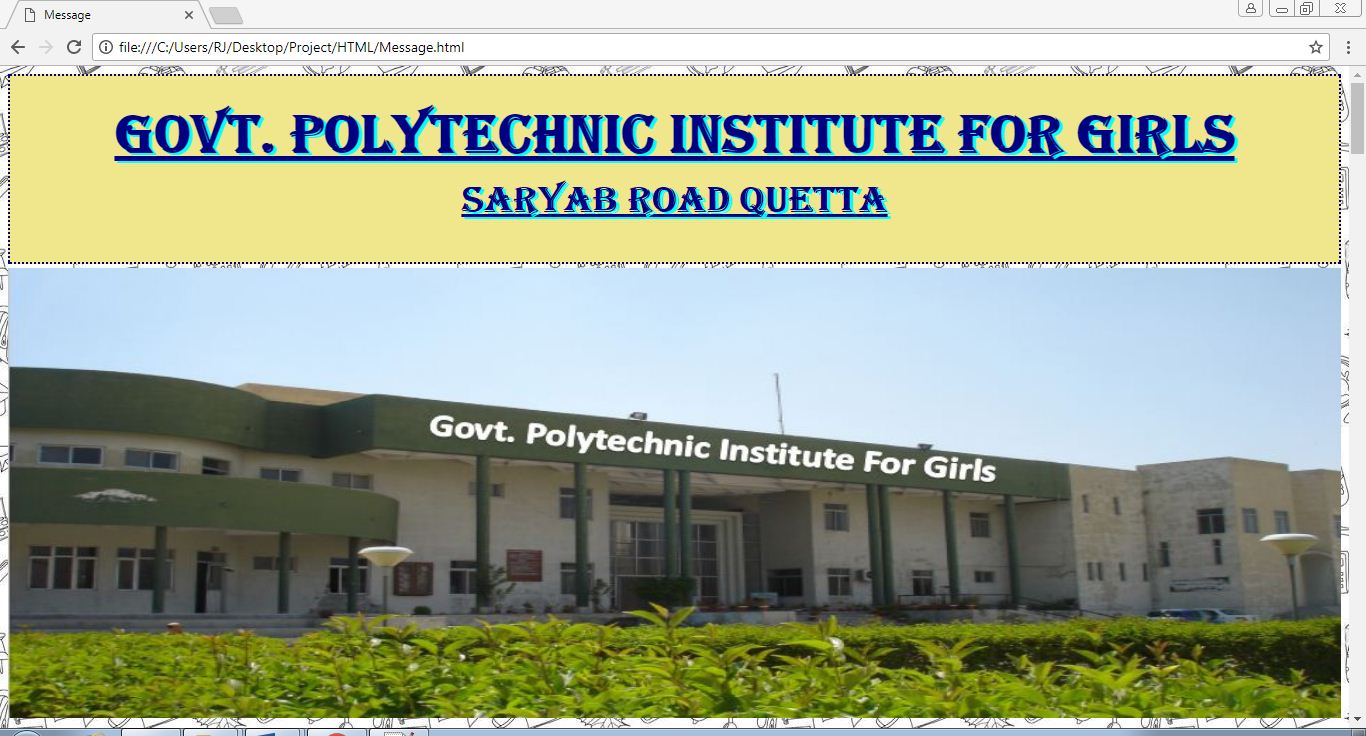 Message
file:///C:/Users/RJ/Desktop/Project/HTML/Message.html
GOVT. POLYTECHNIC INSTITUTE FOR GIRLS
SARYAB ROAD QUETTA
Govt. Polytechnic Institute For Girls